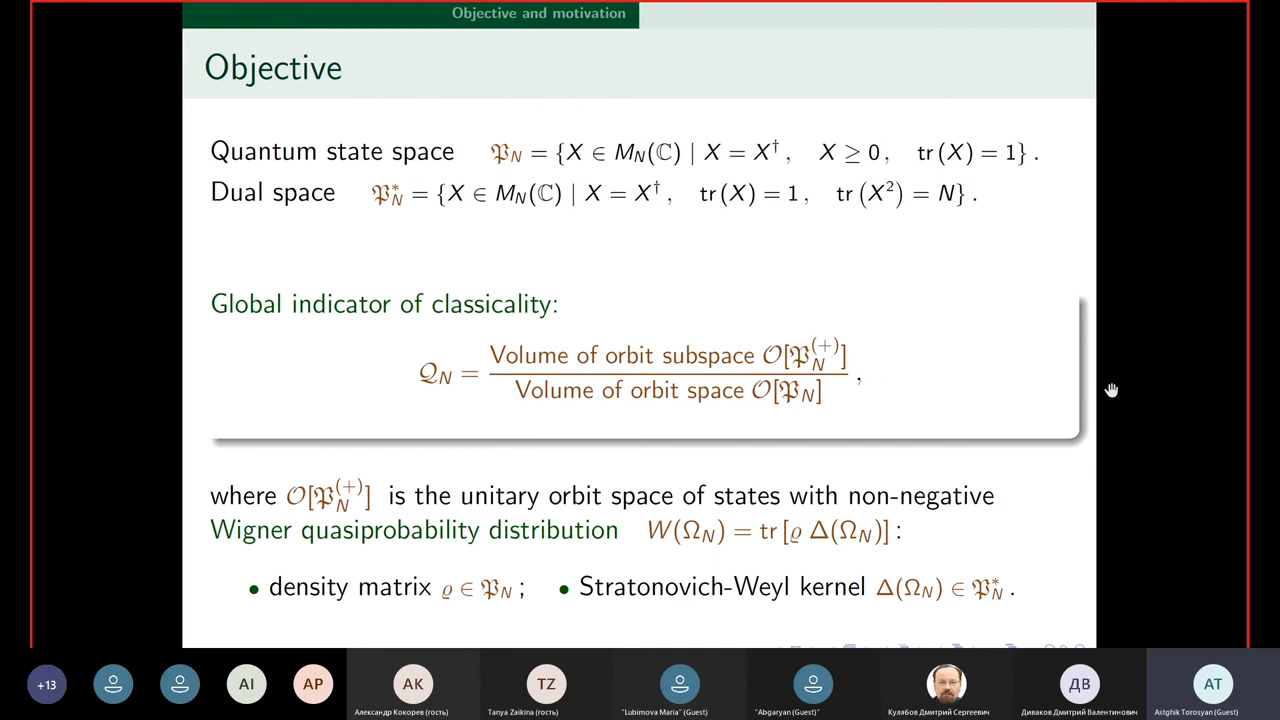 Objective and motivation
Objective
Quantum state space 𝔓_N = {X ∈ M_N(ℂ) | X = X†, X ≥ 0, tr(X) = 1}.
Dual space 𝔓*_N = {X ∈ M_N(ℂ) | X = X†, tr(X) = 1, tr(X²) = N}.
Global indicator of classicality:
𝒬_N = Volume of orbit subspace 𝒪[𝔓_N^(+)] / Volume of orbit space 𝒪[𝔓_N],
where 𝒪[𝔓_N^(+)] is the unitary orbit space of states with non-negative
Wigner quasiprobability distribution W(Ω_N) = tr[ϱ Δ(Ω_N)]:
• density matrix ϱ ∈ 𝔓_N; • Stratonovich-Weyl kernel Δ(Ω_N) ∈ 𝔓*_N.
+13 AI AP AK TZ ДВ AT
Александр Кокорев (гость) Tanya Zaikina (гость) "Lubimova Maria" (Guest) "Abgaryan" (Guest) Кулябов Дмитрий Сергеевич Диваков Дмитрий Валентинович Astghik Torosyan (Guest)